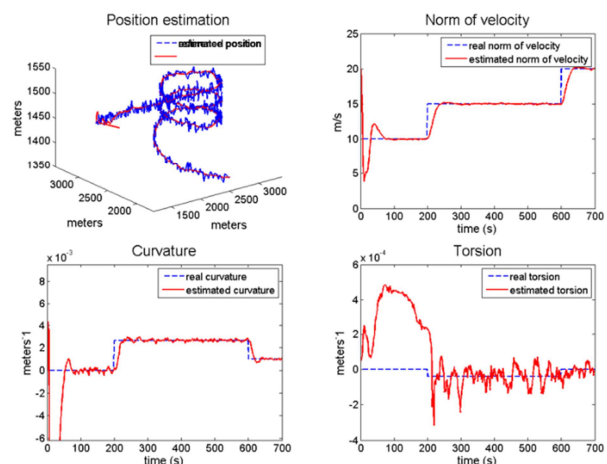 Position estimation
estimated position
1550
1500
1450
1400
1350
meters
3000
2500
2000
meters
1500
2000
2500
3000
meters
Norm of velocity
real norm of velocity
estimated norm of velocity
20
15
10
5
0
m/s
0 100 200 300 400 500 600 700
time (s)
Curvature
x 10⁻³
real curvature
estimated curvature
8
6
4
2
0
-2
-4
-6
meters⁻1
0 100 200 300 400 500 600 700
time (s)
Torsion
x 10⁻⁴
real torsion
estimated torsion
6
4
2
0
-2
-4
meters⁻1
0 100 200 300 400 500 600 700
time (s)